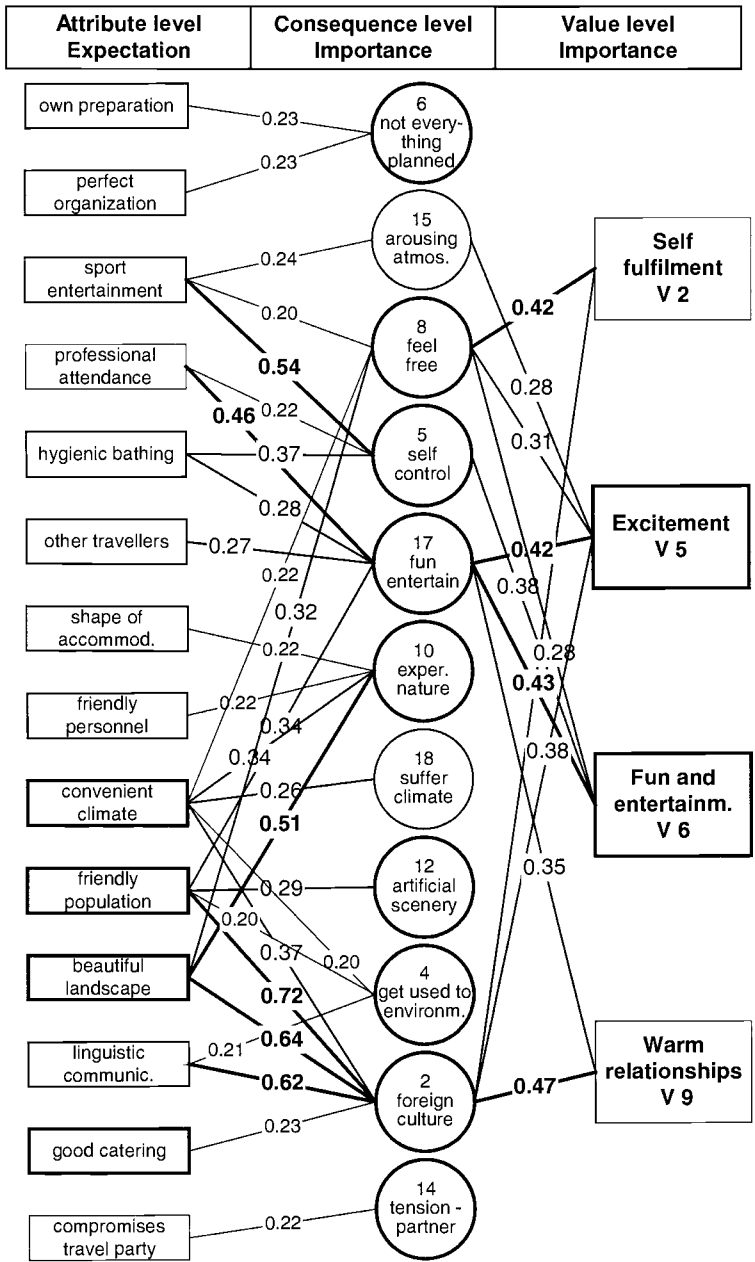 Attribute level
Expectation
Consequence level
Importance
Value level
Importance
own preparation
perfect
organization
sport
entertainment
professional
attendance
hygienic bathing
other travellers
shape of
accommod.
friendly
personnel
convenient
climate
friendly
population
beautiful
landscape
linguistic
communic.
good catering
compromises
travel party
0.23
0.23
0.24
0.20
0.54
0.46
0.22
0.37
0.28
0.27
0.22
0.32
0.22
0.22
0.34
0.34
0.26
0.51
0.29
0.20
0.37
0.20
0.72
0.64
0.21
0.62
0.23
0.22
6
not every-
thing
planned
15
arousing
atmos.
8
feel
free
5
self
control
17
fun
entertain
10
exper.
nature
18
suffer
climate
12
artificial
scenery
4
get used to
environm.
2
foreign
culture
14
tension -
partner
0.42
0.28
0.31
0.42
0.38
0.28
0.43
0.38
0.35
0.47
Self
fulfilment
V 2
Excitement
V 5
Fun and
entertainm.
V 6
Warm
relationships
V 9